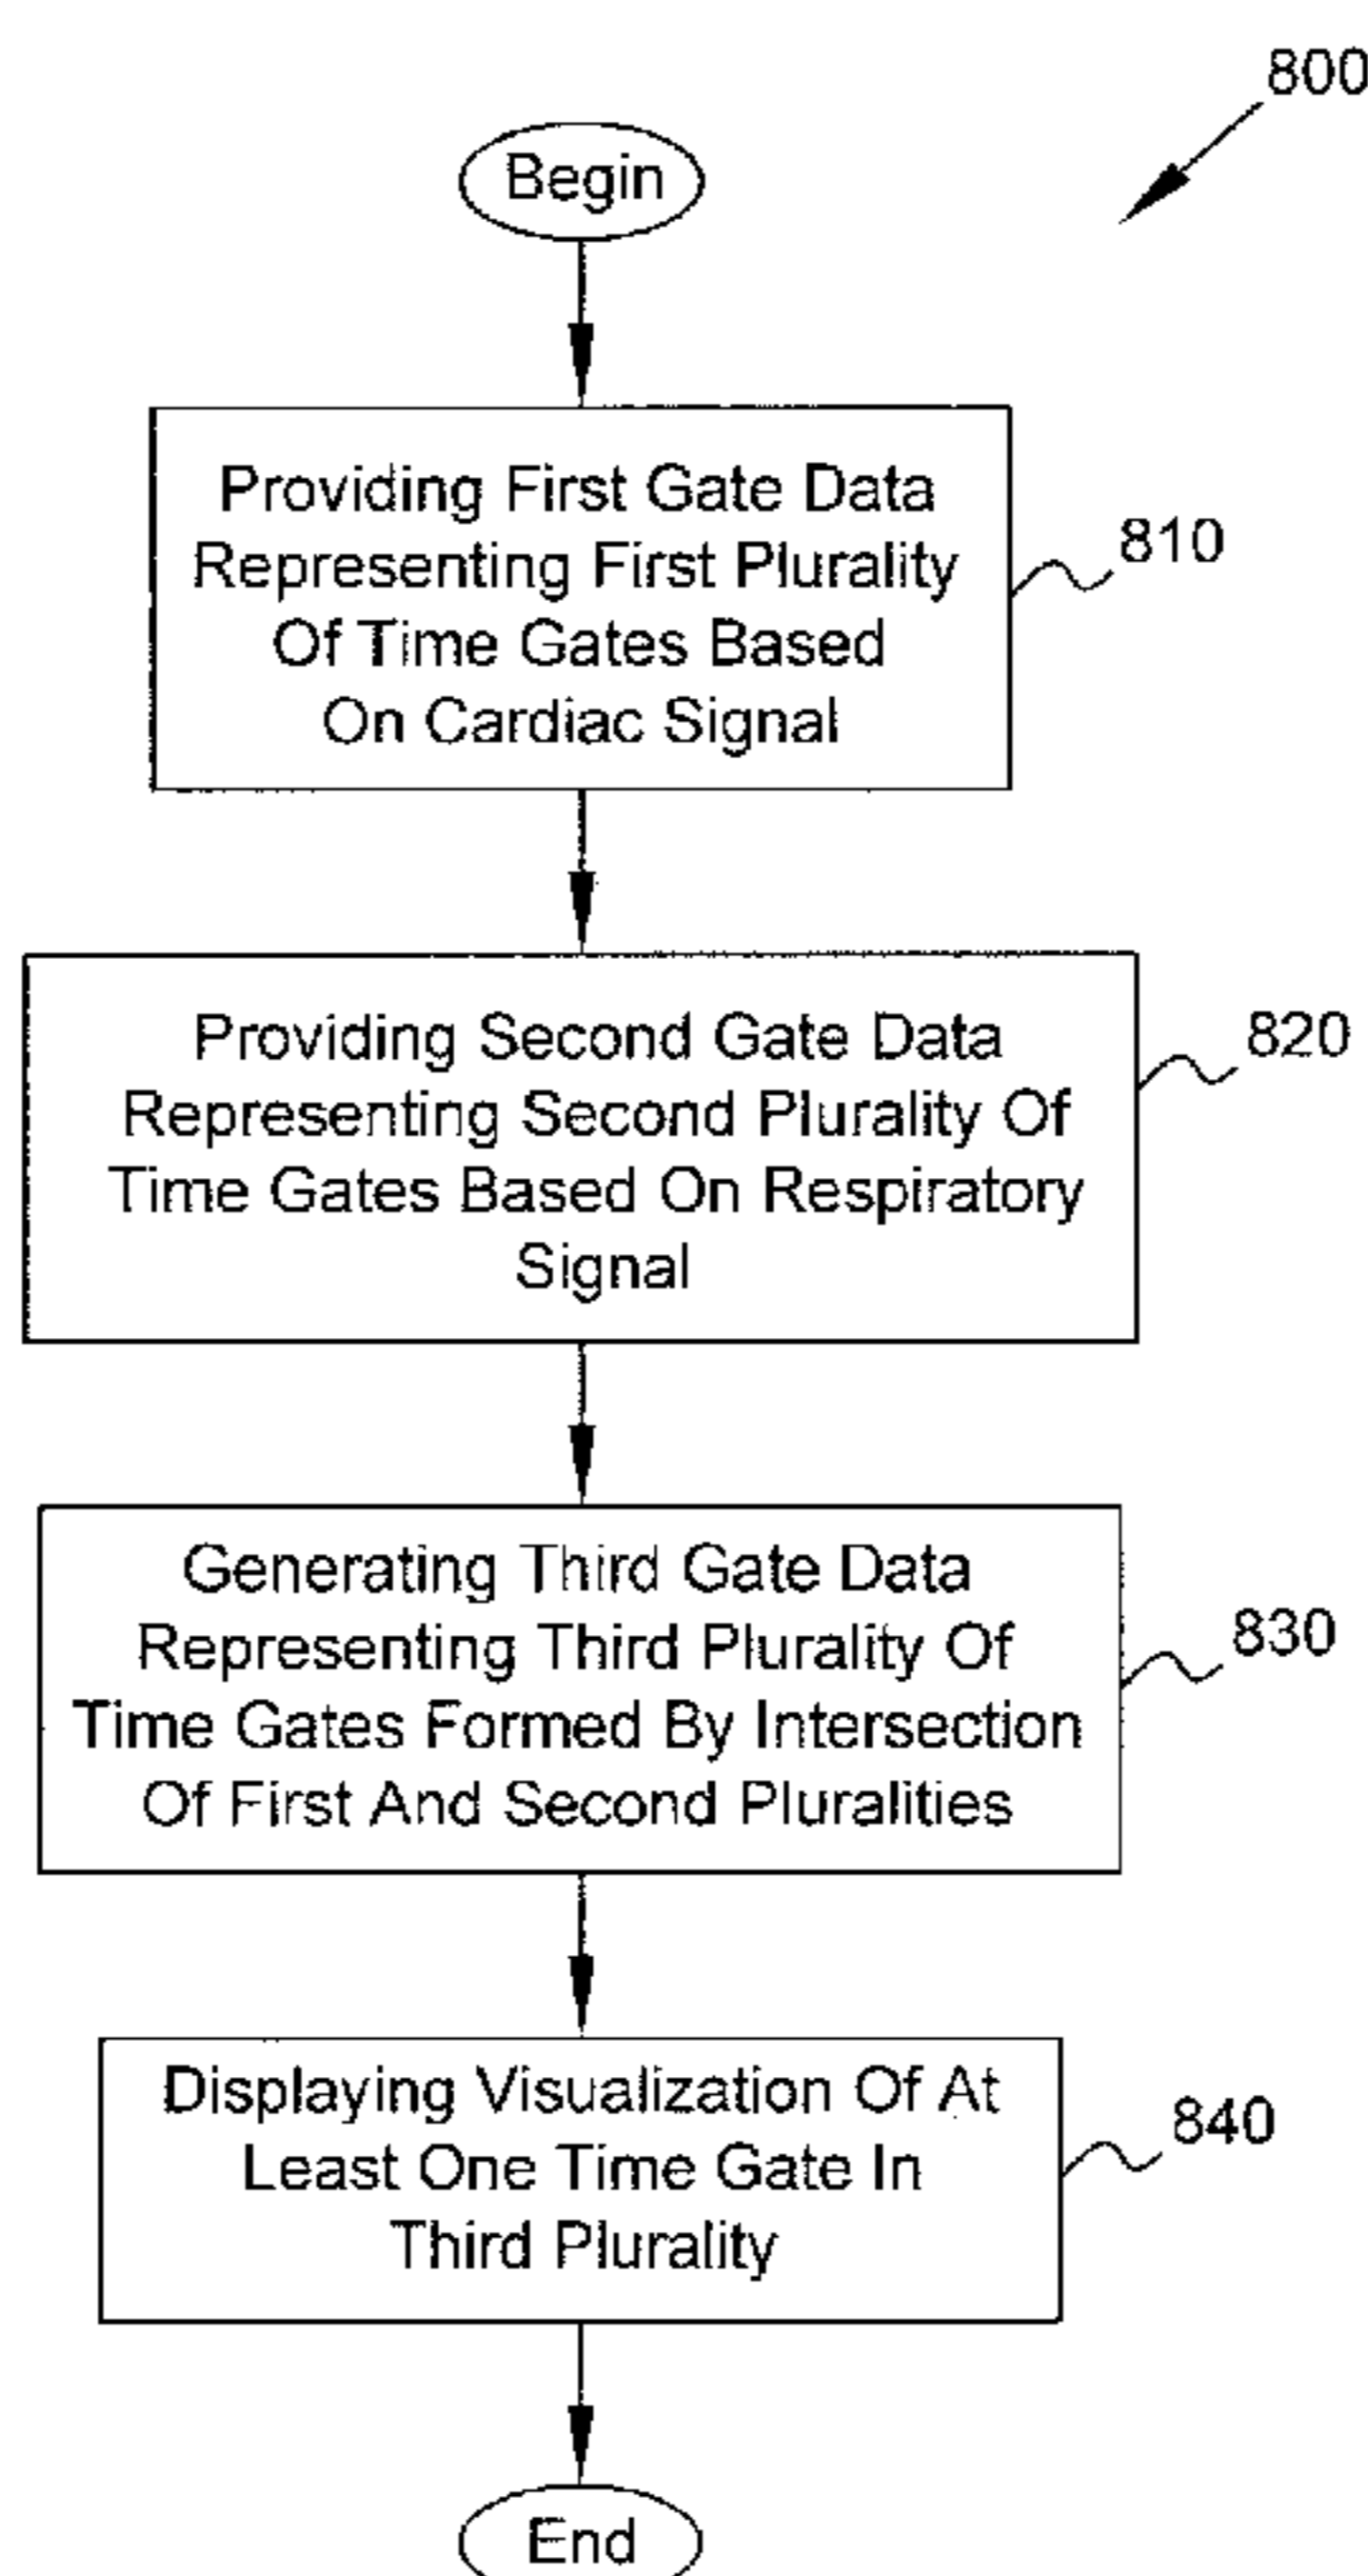 800
Begin
Providing First Gate Data
Representing First Plurality
Of Time Gates Based
On Cardiac Signal
810
Providing Second Gate Data
Representing Second Plurality Of
Time Gates Based On Respiratory
Signal
820
Generating Third Gate Data
Representing Third Plurality Of
Time Gates Formed By Intersection
Of First And Second Pluralities
830
Displaying Visualization Of At
Least One Time Gate In
Third Plurality
840
End